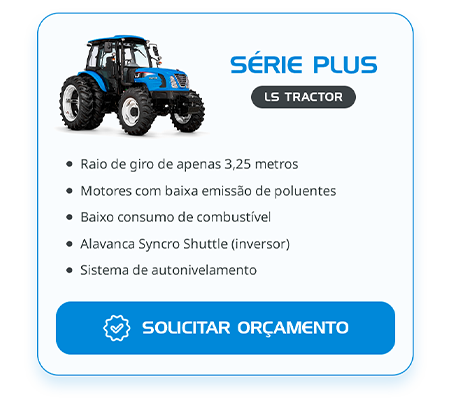 SÉRIE PLUS
LS TRACTOR
Raio de giro de apenas 3,25 metros
Motores com baixa emissão de poluentes
Baixo consumo de combustível
Alavanca Syncro Shuttle (inversor)
Sistema de autonivelamento
SOLICITAR ORÇAMENTO